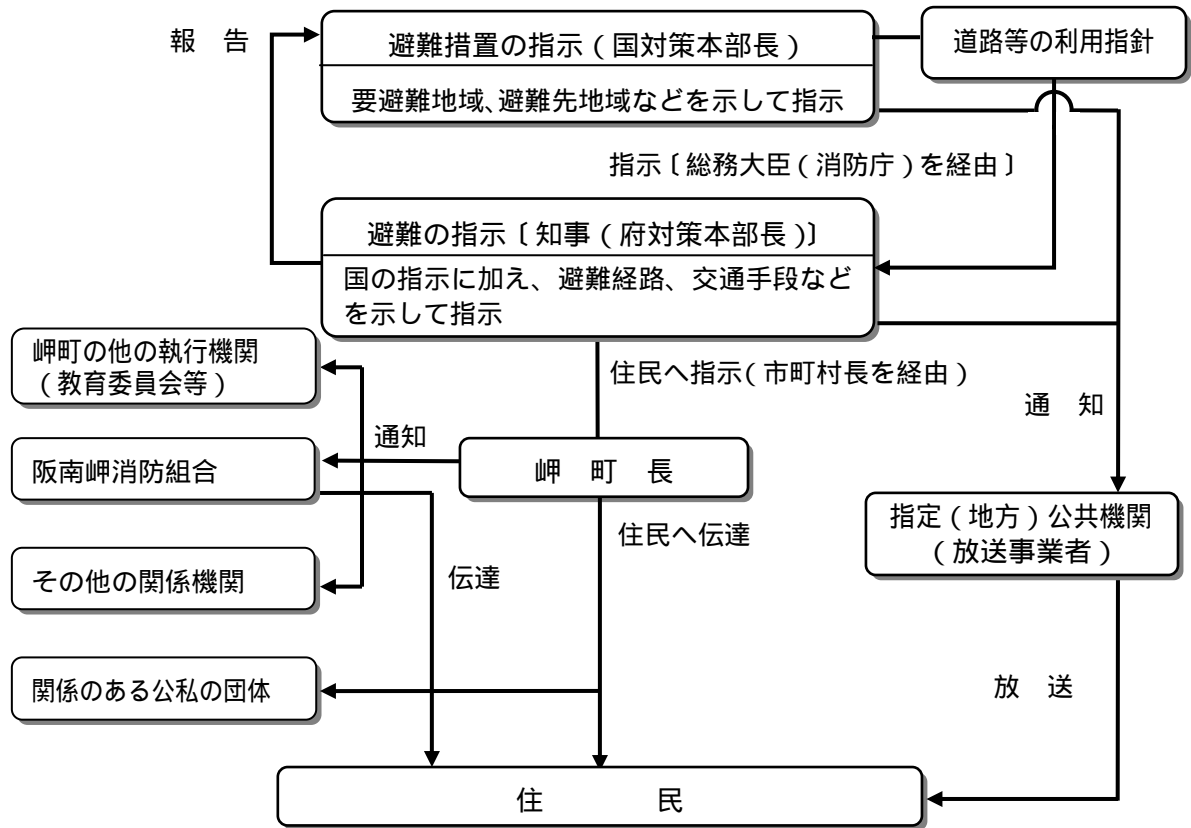 報　告
避難措置の指示（国対策本部長）
道路等の利用指針
要避難地域、避難先地域などを示して指示
指示〔総務大臣（消防庁）を経由〕
避難の指示〔知事（府対策本部長）〕
国の指示に加え、避難経路、交通手段など
を示して指示
岬町の他の執行機関
（教育委員会等）
住民へ指示（市町村長を経由）
通　知
通知
阪南岬消防組合
岬　町　長
指定（地方）公共機関
（放送事業者）
住民へ伝達
その他の関係機関
伝達
関係のある公私の団体
放　送
住　　　　民